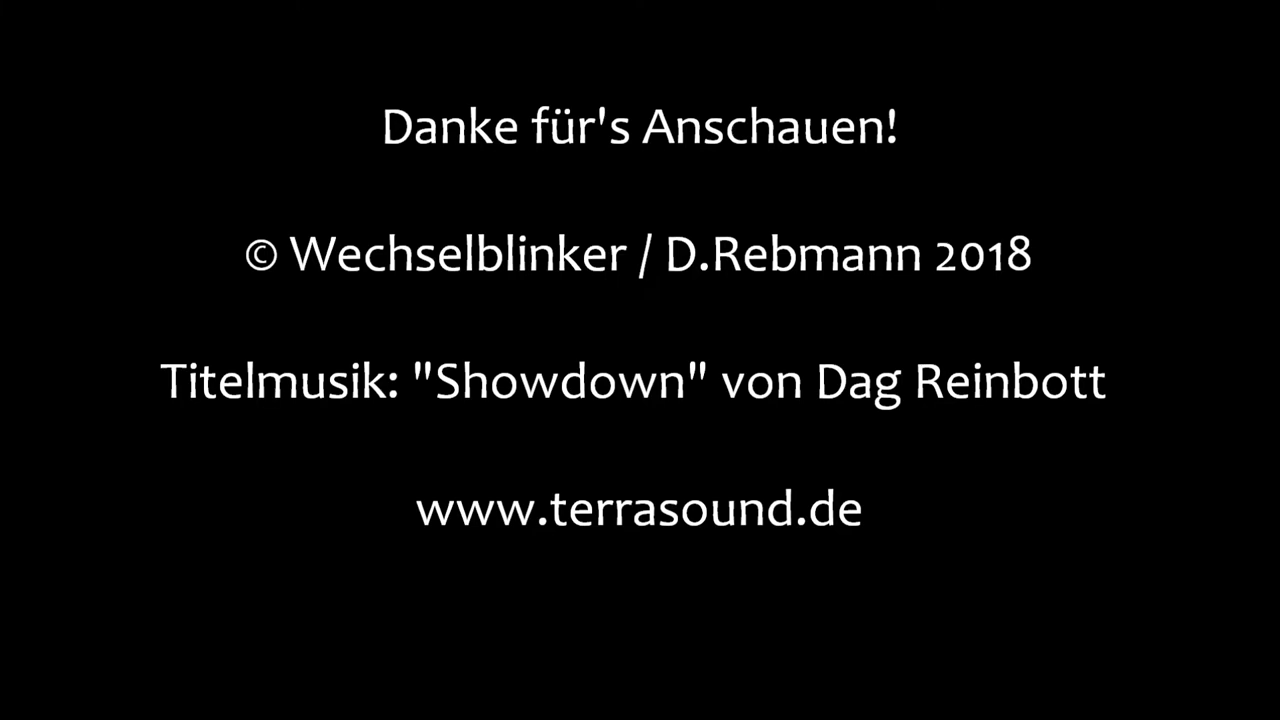 Danke für's Anschauen!
© Wechselblinker / D.Rebmann 2018
Titelmusik: "Showdown" von Dag Reinbott
www.terrasound.de